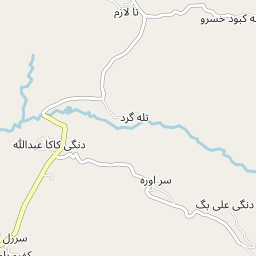 تا لازم
ه کبود خسرو
تله گرد
دنگی کاکا عبدالله
سر اوره
دنگی علی بگ
سرزل